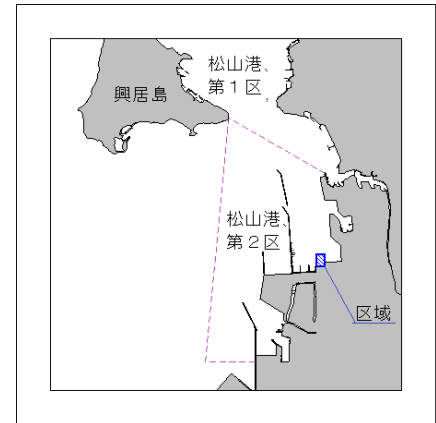 松山港、
第１区
興居島
松山港、
第２区
区域